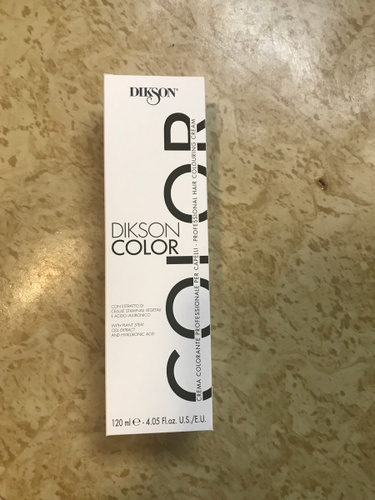 DIKSON®
COLOR
DIKSON
COLOR
CREMA COLORANTE PROFESSIONALE PER CAPELLI - PROFESSIONAL HAIR COLOURING CREAM
CON ESTRATTO DI
CELLULE STAMINALI VEGETALI
E ACIDO IALURONICO
WITH PLANT STEM
CELL EXTRACT
AND HYALURONIC ACID
120 ml ℮ - 4.05 Fl.oz. U.S./E.U.